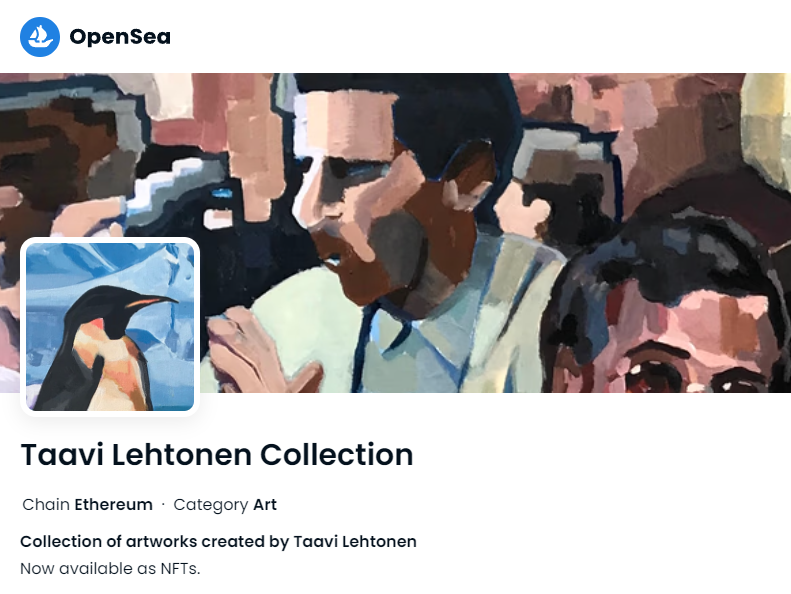 OpenSea
Taavi Lehtonen Collection
Chain Ethereum · Category Art
Collection of artworks created by Taavi Lehtonen
Now available as NFTs.